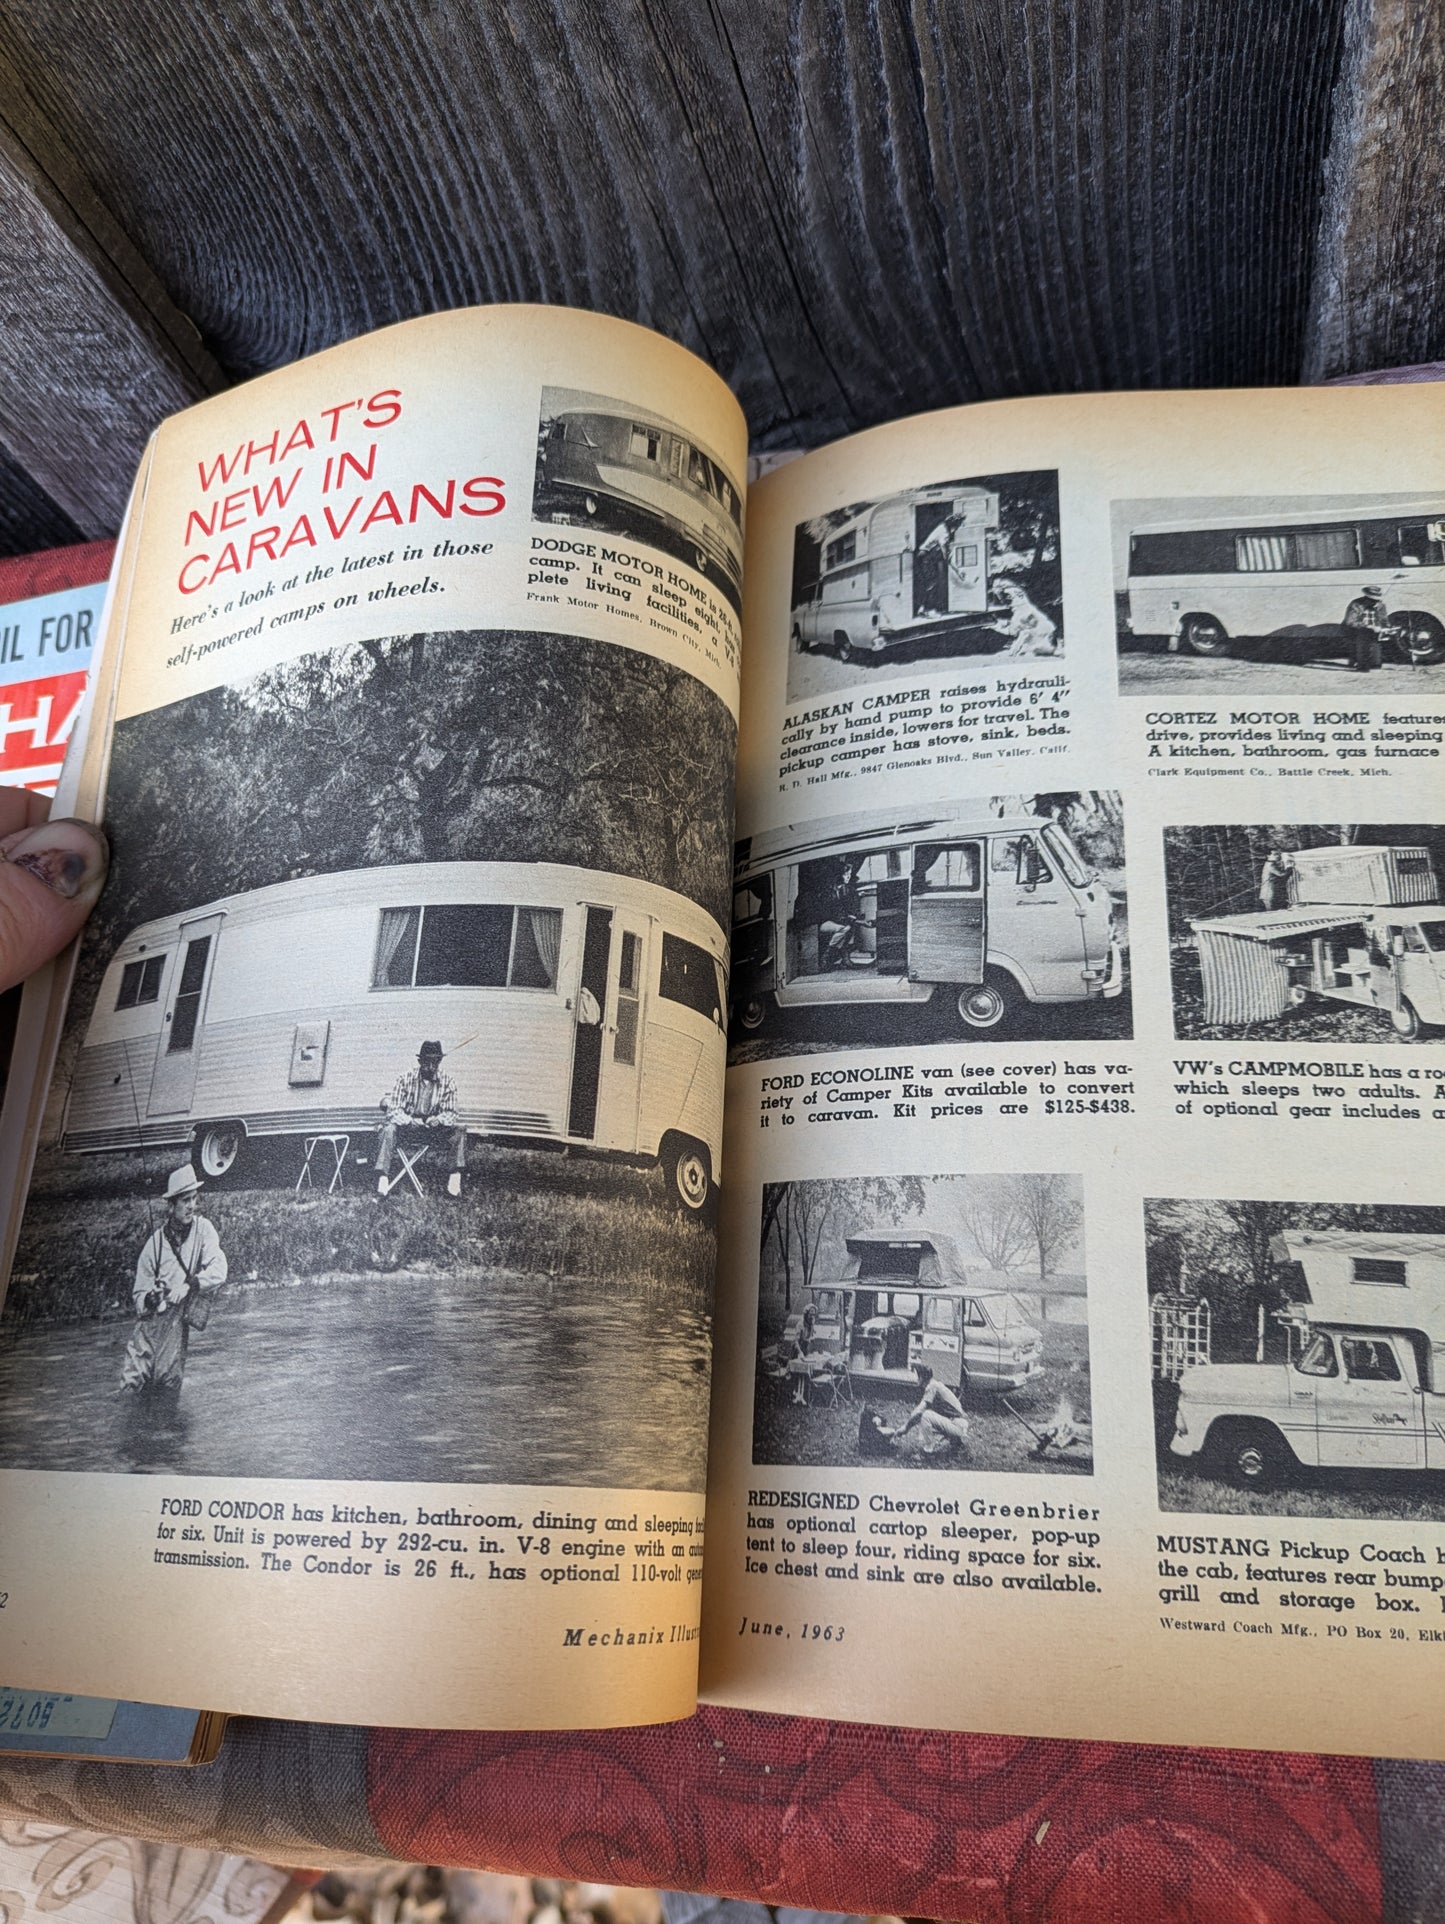 WHAT'S
NEW IN
CARAVANS
Here's a look at the latest in those
self-powered camps on wheels.
DODGE MOTOR HOME is 26-ft.
camp. It can sleep eight,
plete living facilities, a V-8
Frank Motor Homes, Brown City, Mich.
FORD CONDOR has kitchen, bathroom, dining and sleeping
for six. Unit is powered by 292-cu. in. V-8 engine with an
transmission. The Condor is 26 ft., has optional 110-volt
Mechanix
ALASKAN CAMPER raises hydrauli-
cally by hand pump to provide 6' 4"
clearance inside, lowers for travel. The
pickup camper has stove, sink, beds.
R. D. Hall Mfg., 9847 Glenoaks Blvd., Sun Valley, Calif.
CORTEZ MOTOR HOME features
drive, provides living and sleeping
A kitchen, bathroom, gas furnace
Clark Equipment Co., Battle Creek, Mich.
FORD ECONOLINE van (see cover) has va-
riety of Camper Kits available to convert
it to caravan. Kit prices are $125-$438.
VW's CAMPMOBILE has a
which sleeps two adults.
of optional gear includes
REDESIGNED Chevrolet Greenbrier
has optional cartop sleeper, pop-up
tent to sleep four, riding space for six.
Ice chest and sink are also available.
MUSTANG Pickup Coach
the cab, features rear
grill and storage box.
Westward Coach Mfg., PO Box 20,
June, 1963
IL FOR